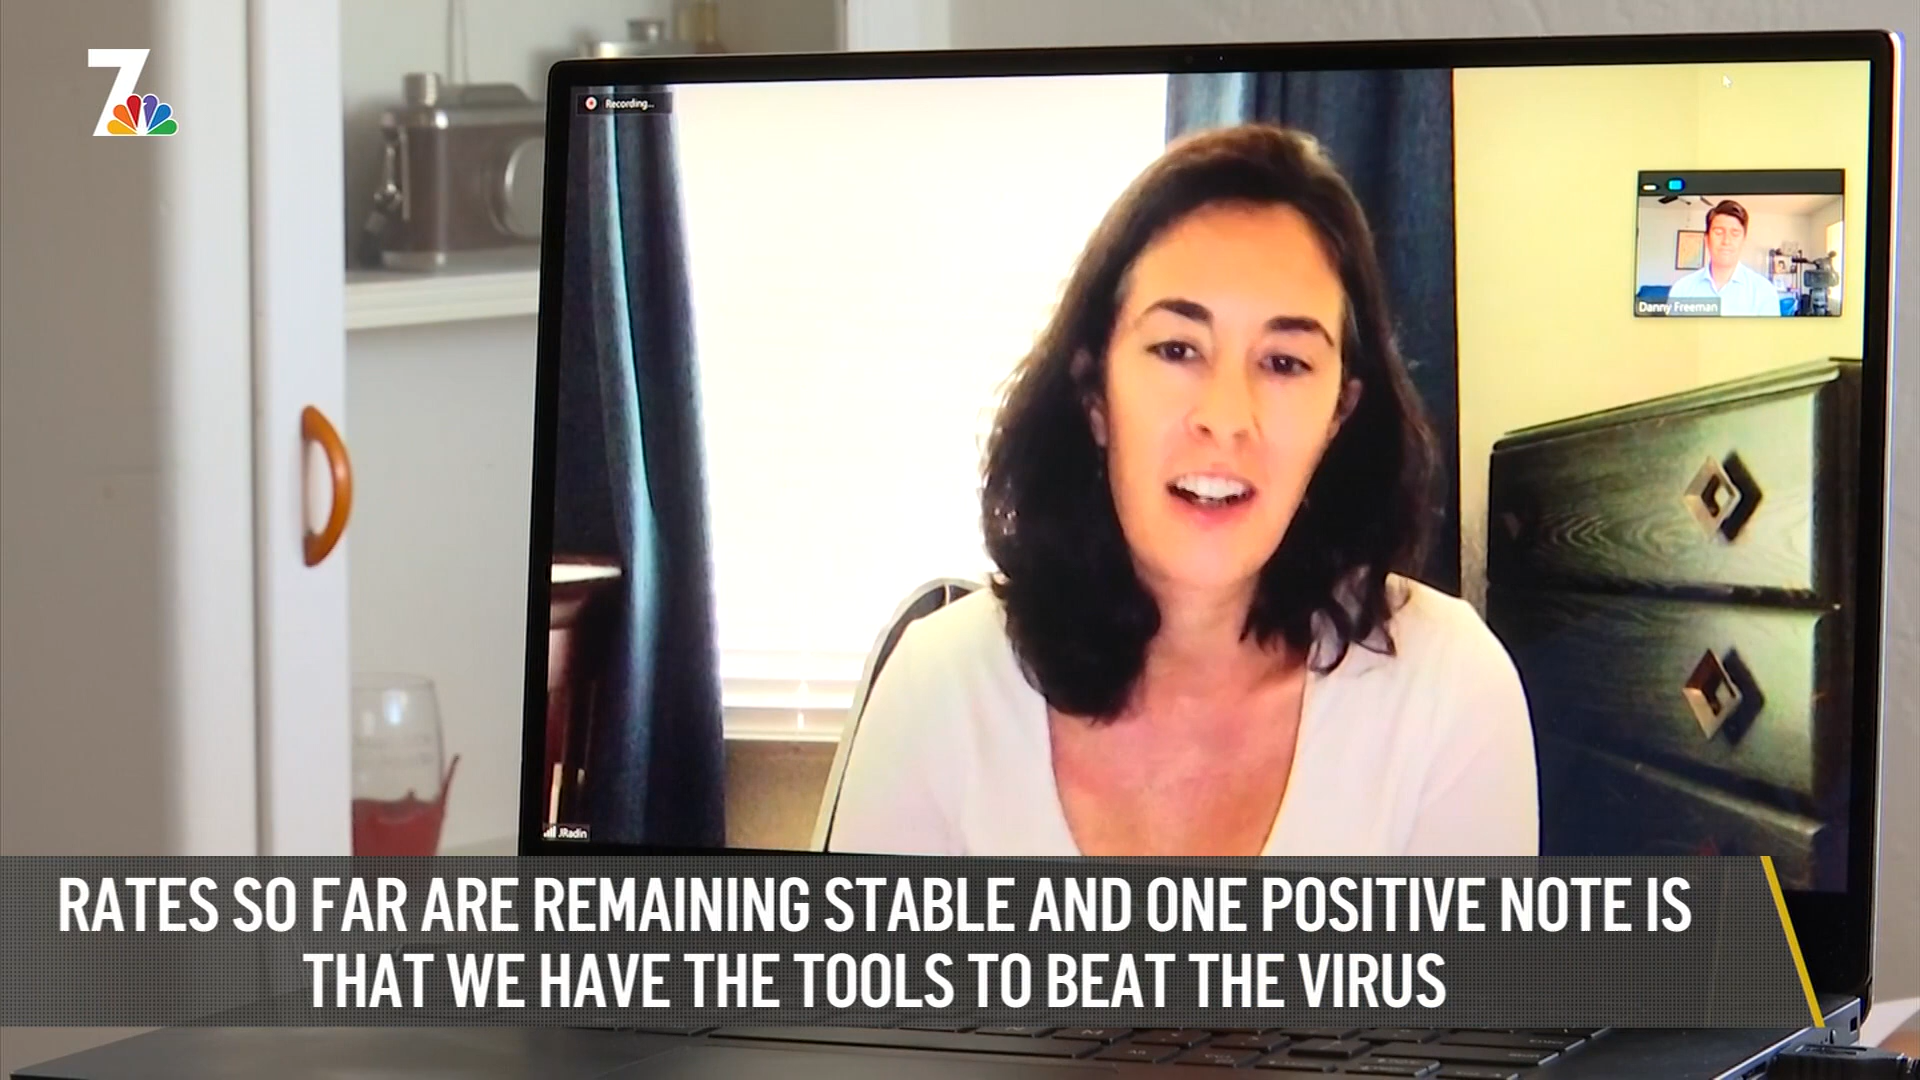 7
Recording...
Danny Freeman
JRadin
RATES SO FAR ARE REMAINING STABLE AND ONE POSITIVE NOTE IS
THAT WE HAVE THE TOOLS TO BEAT THE VIRUS